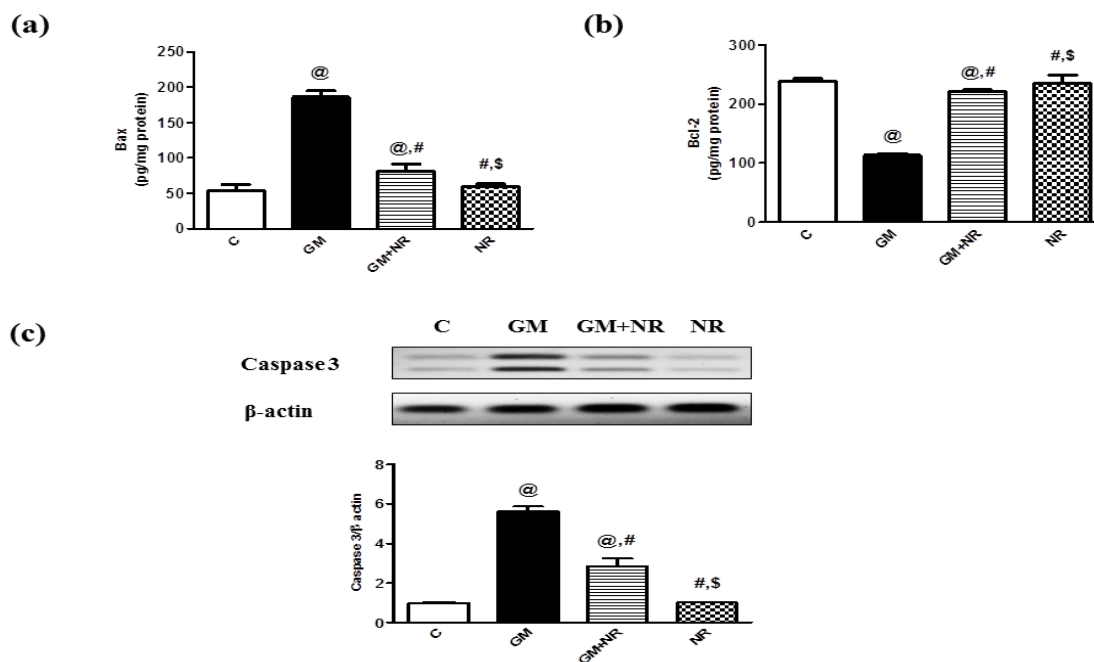 (a)
Bax
(pg/mg protein)
250
200
150
100
50
0
@
@,#
#,$
C
GM
GM+NR
NR
(b)
Bcl-2
(pg/mg protein)
300
200
100
0
@
@,#
#,$
C
GM
GM+NR
NR
(c)
C GM GM+NR NR
Caspase 3
β-actin
Caspase 3/β actin
8
6
4
2
0
@
@,#
#,$
C
GM
GM+NR
NR